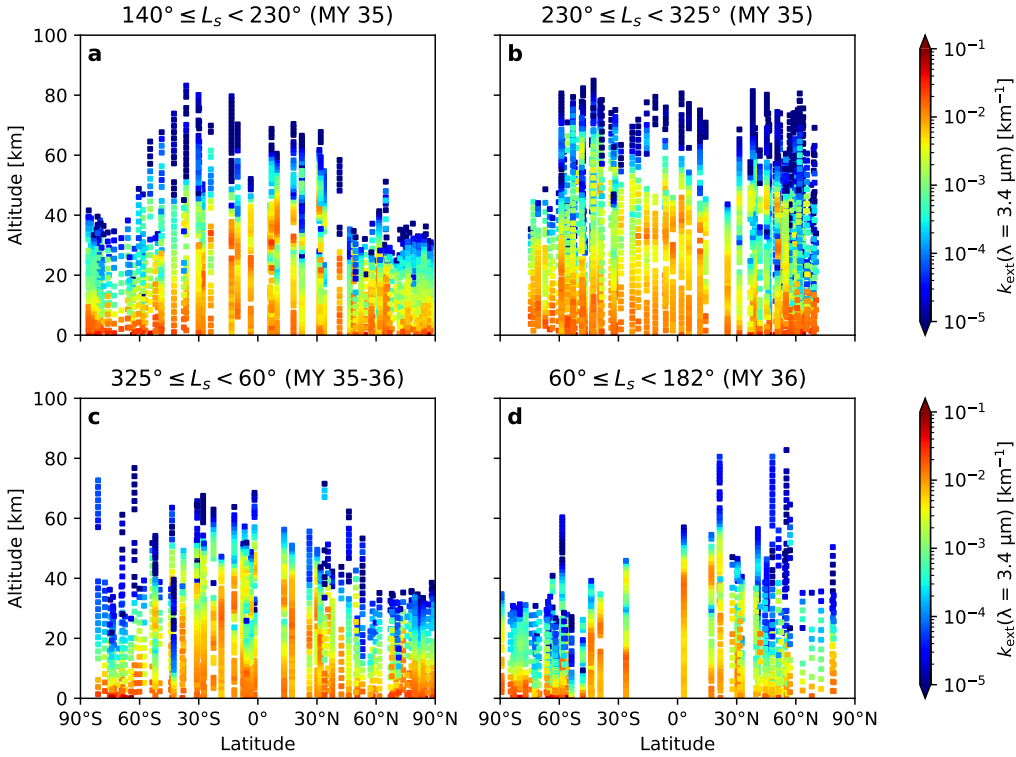 140° ≤ Ls < 230° (MY 35)
230° ≤ Ls < 325° (MY 35)
a
b
100
80
60
40
20
0
Altitude [km]
10⁻¹
10⁻²
10⁻³
10⁻⁴
10⁻⁵
kext(λ = 3.4 μm) [km⁻¹]
325° ≤ Ls < 60° (MY 35-36)
60° ≤ Ls < 182° (MY 36)
c
d
100
80
60
40
20
0
Altitude [km]
90°S 60°S 30°S 0° 30°N 60°N 90°N
Latitude
90°S 60°S 30°S 0° 30°N 60°N 90°N
Latitude
10⁻¹
10⁻²
10⁻³
10⁻⁴
10⁻⁵
kext(λ = 3.4 μm) [km⁻¹]